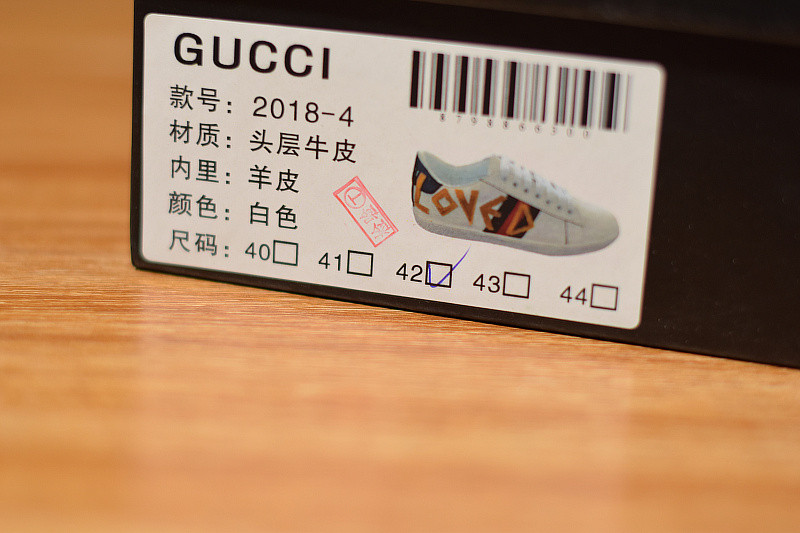 GUCCI
款号：2018-4
材质：头层牛皮
内里：羊皮
颜色：白色
尺码：40 41 42 43 44
8798866300
LOVED